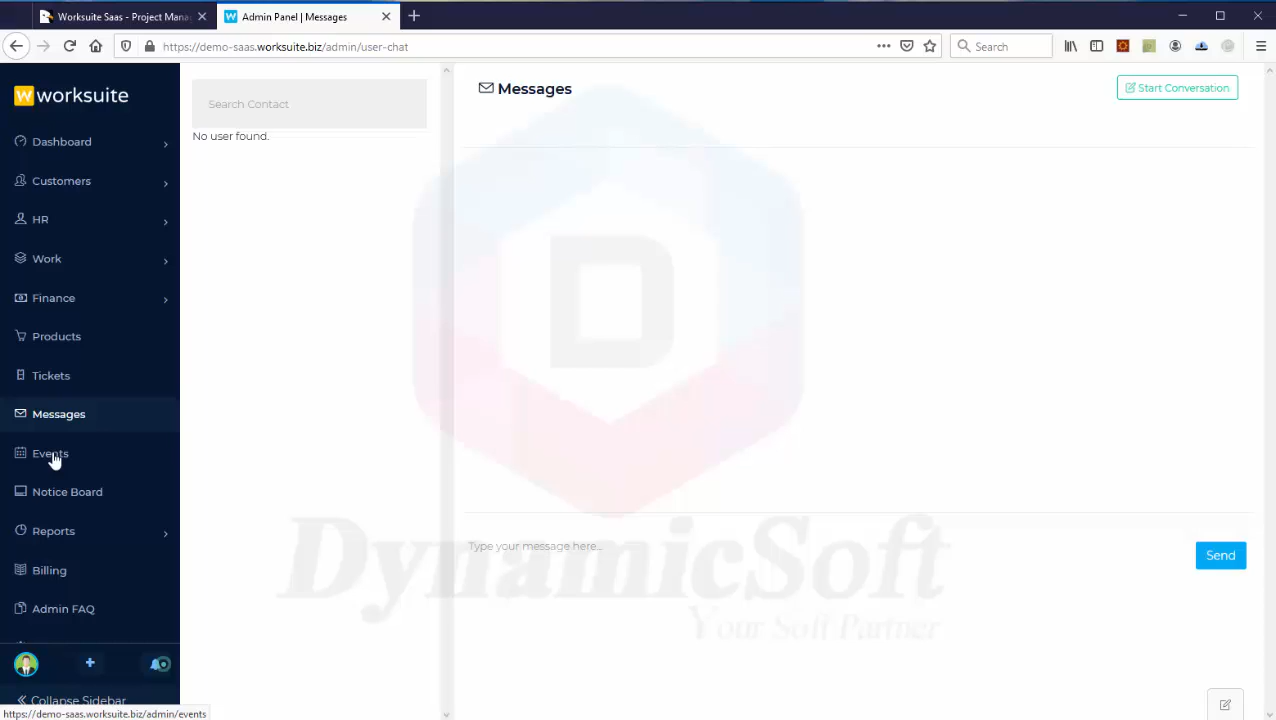 Worksuite Saas - Project Mana
Admin Panel | Messages
https://demo-saas.worksuite.biz/admin/user-chat
Search
worksuite
Dashboard
Customers
HR
Work
Finance
Products
Tickets
Messages
Events
Notice Board
Reports
Billing
Admin FAQ
Collapse Sidebar
https://demo-saas.worksuite.biz/admin/events
Search Contact
No user found.
Messages
Start Conversation
Type your message here...
Send
DynamicSoft
Your Soft Partner